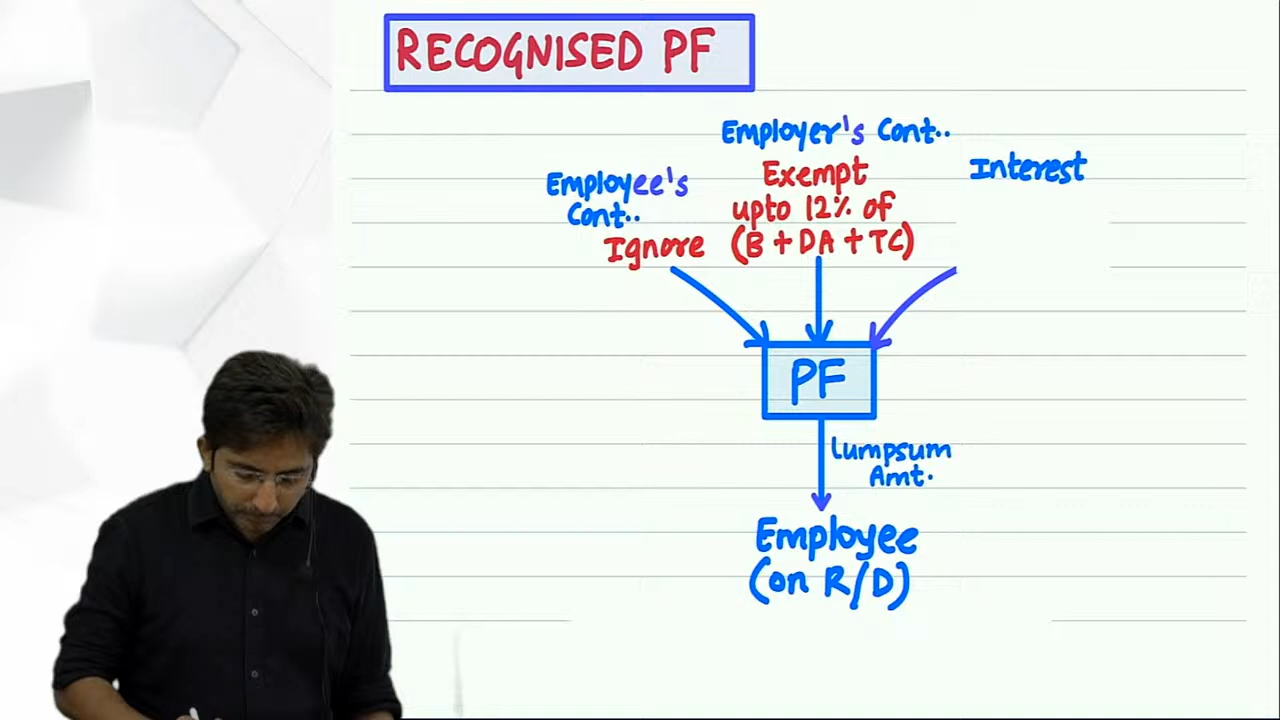 RECOGNISED PF
Employer's Cont..
Exempt
upto 12% of
(B + DA + TC)
Employee's
Cont..
Ignore
Interest
PF
Lumpsum
Amt.
Employee
(on R/D)